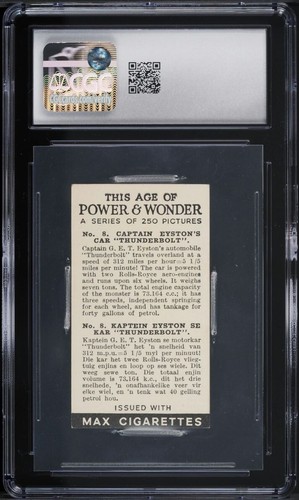 CGC
THIS AGE OF
POWER & WONDER
A SERIES OF 250 PICTURES
No. 8. CAPTAIN EYSTON'S
CAR "THUNDERBOLT".
Captain G. E. T. Eyston's automobile
"Thunderbolt" travels overland at a
speed of 312 miles per hour=5 1/5
miles per minute! The car is powered
with two Rolls-Royce aero-engines
and runs upon six wheels. It weighs
seven tons. The total engine capacity
of the monster is 73,164 c.c.; it has
three speeds, independent springing
for each wheel, and has tankage for
forty gallons of petrol.
No. 8. KAPTEIN EYSTON SE
KAR "THUNDERBOLT".
Kaptein G. E. T. Eyston se motorkar
"Thunderbolt" het 'n snelheid van
312 m.p.u.=5 1/5 myl per minuut!
Die kar het twee Rolls-Royce vlieg-
tuig enjins en loop op ses wiele. Dit
weeg sewe ton. Die totaal enjin
volume is 73,164 k.c., dit het drie
snelhede, 'n onafhanklike veer vir
elke wiel, en 'n tenk wat 40 gelling
petrol hou.
ISSUED WITH
MAX CIGARETTES